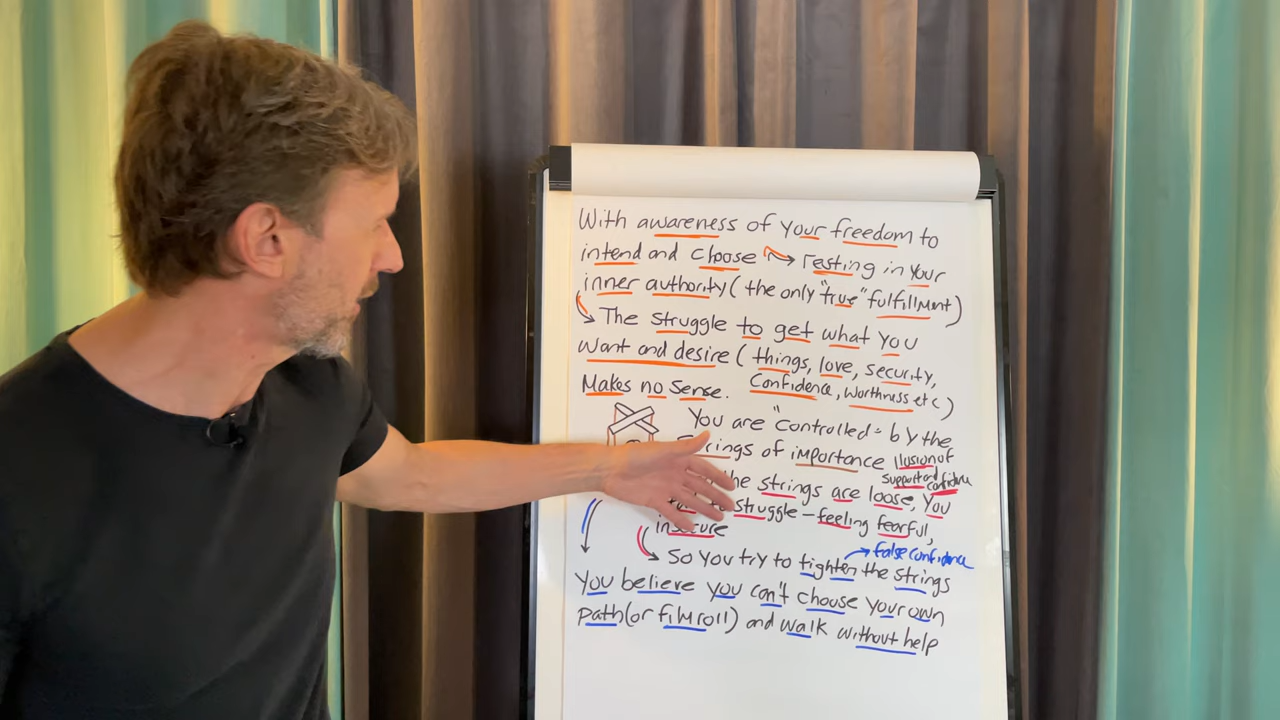 With awareness of your freedom to
intend and choose → resting in your
inner authority (the only "true" fulfillment)
→ The struggle to get what you
want and desire (things, love, security,
Makes no sense. Confidence, worthness etc)
You are "controlled" by the
strings of importance ilusion of
support and confidence
the strings are loose, you
struggle - feeling fearful,
insecure
→ So you try to tighten the strings → false confidence
You believe you can't choose your own
path (or filmroll) and walk without help